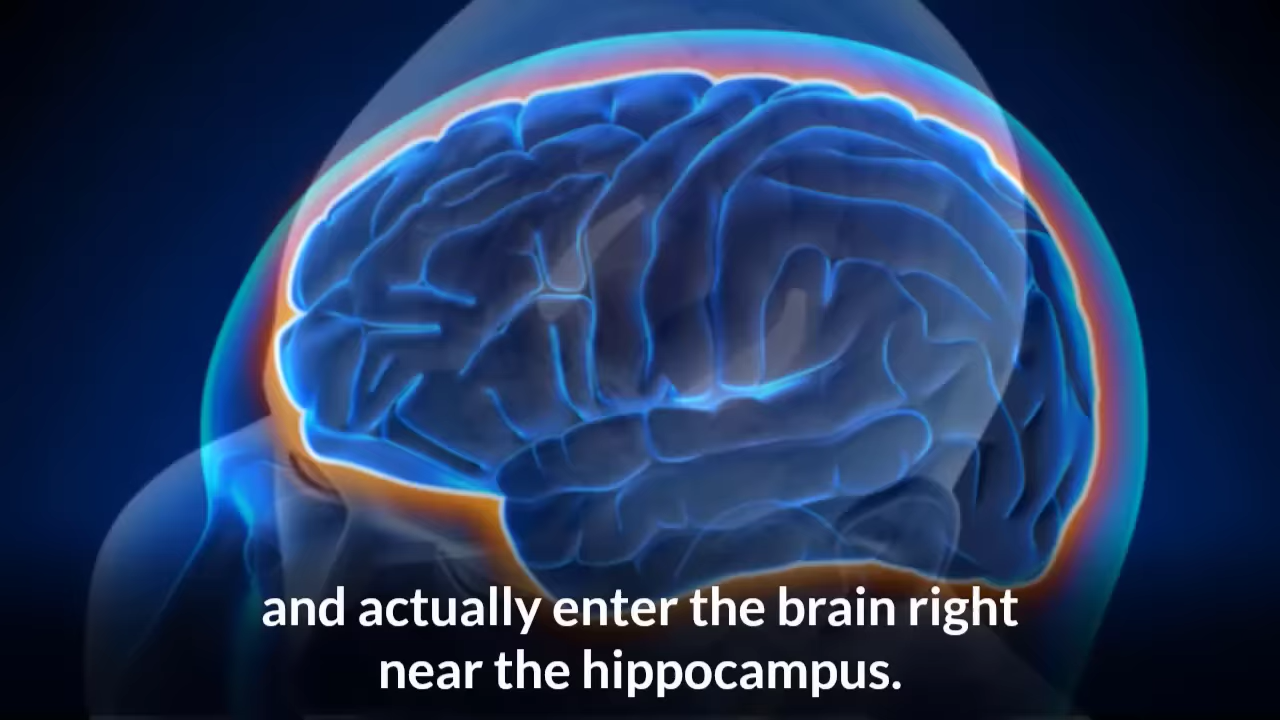 and actually enter the brain right
near the hippocampus.